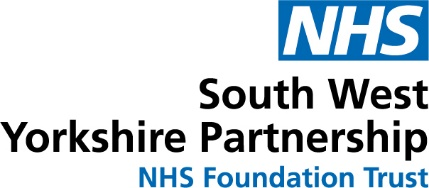 NHS
South West
Yorkshire Partnership
NHS Foundation Trust